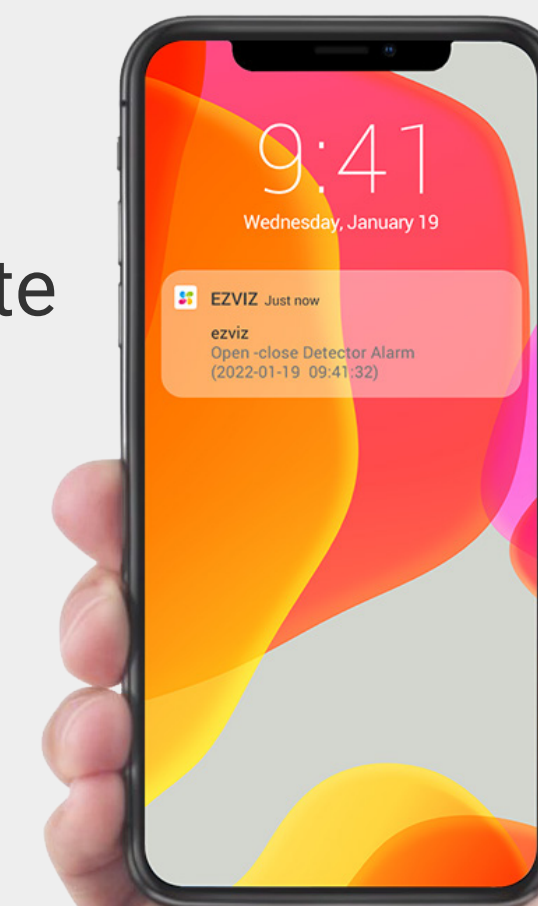 9:41
Wednesday, January 19
te
EZVIZ Just now
ezviz
Open -close Detector Alarm
(2022-01-19 09:41:32)